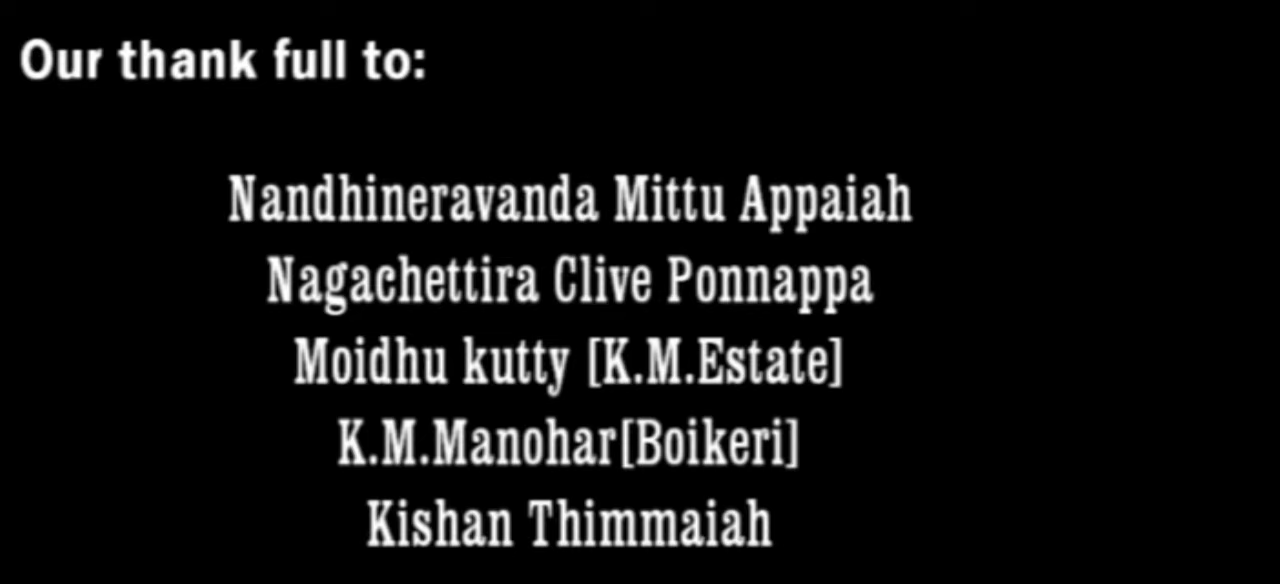 Our thank full to:
Nandhineravanda Mittu Appaiah
Nagachettira Clive Ponnappa
Moidhu kutty [K.M.Estate]
K.M.Manohar[Boikeri]
Kishan Thimmaiah